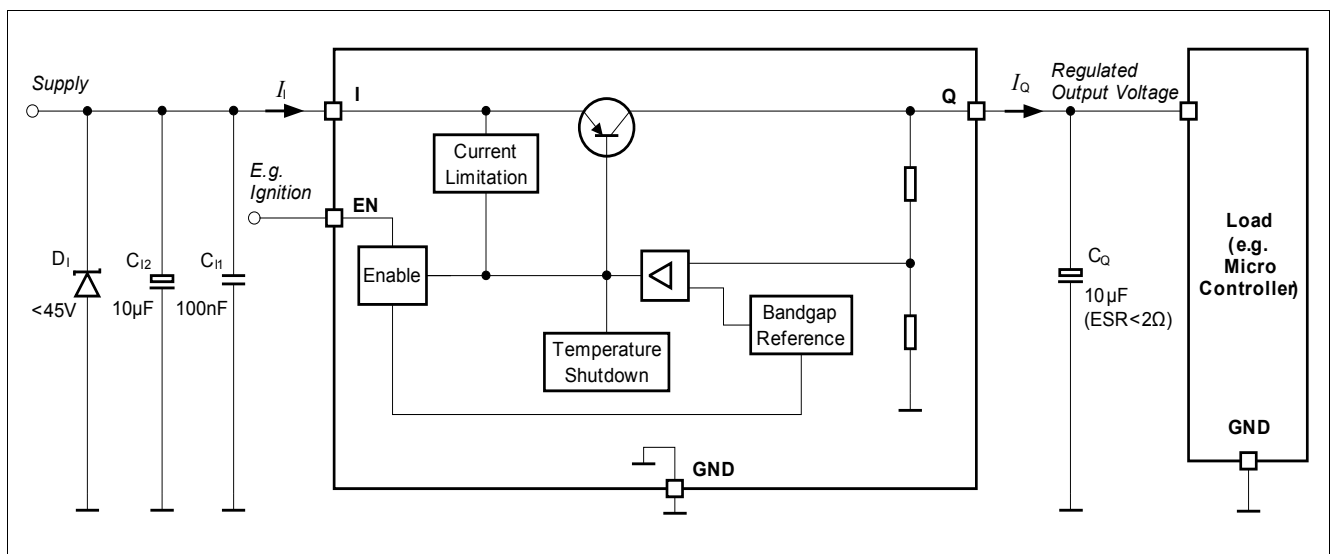 Supply
I_I
I
Q
I_Q
Regulated
Output Voltage
E.g.
Ignition
EN
Current
Limitation
D_I
<45V
C_I2
10µF
C_I1
100nF
Enable
Temperature
Shutdown
Bandgap
Reference
GND
C_Q
10µF
(ESR<2Ω)
Load
(e.g.
Micro
Controller)
GND